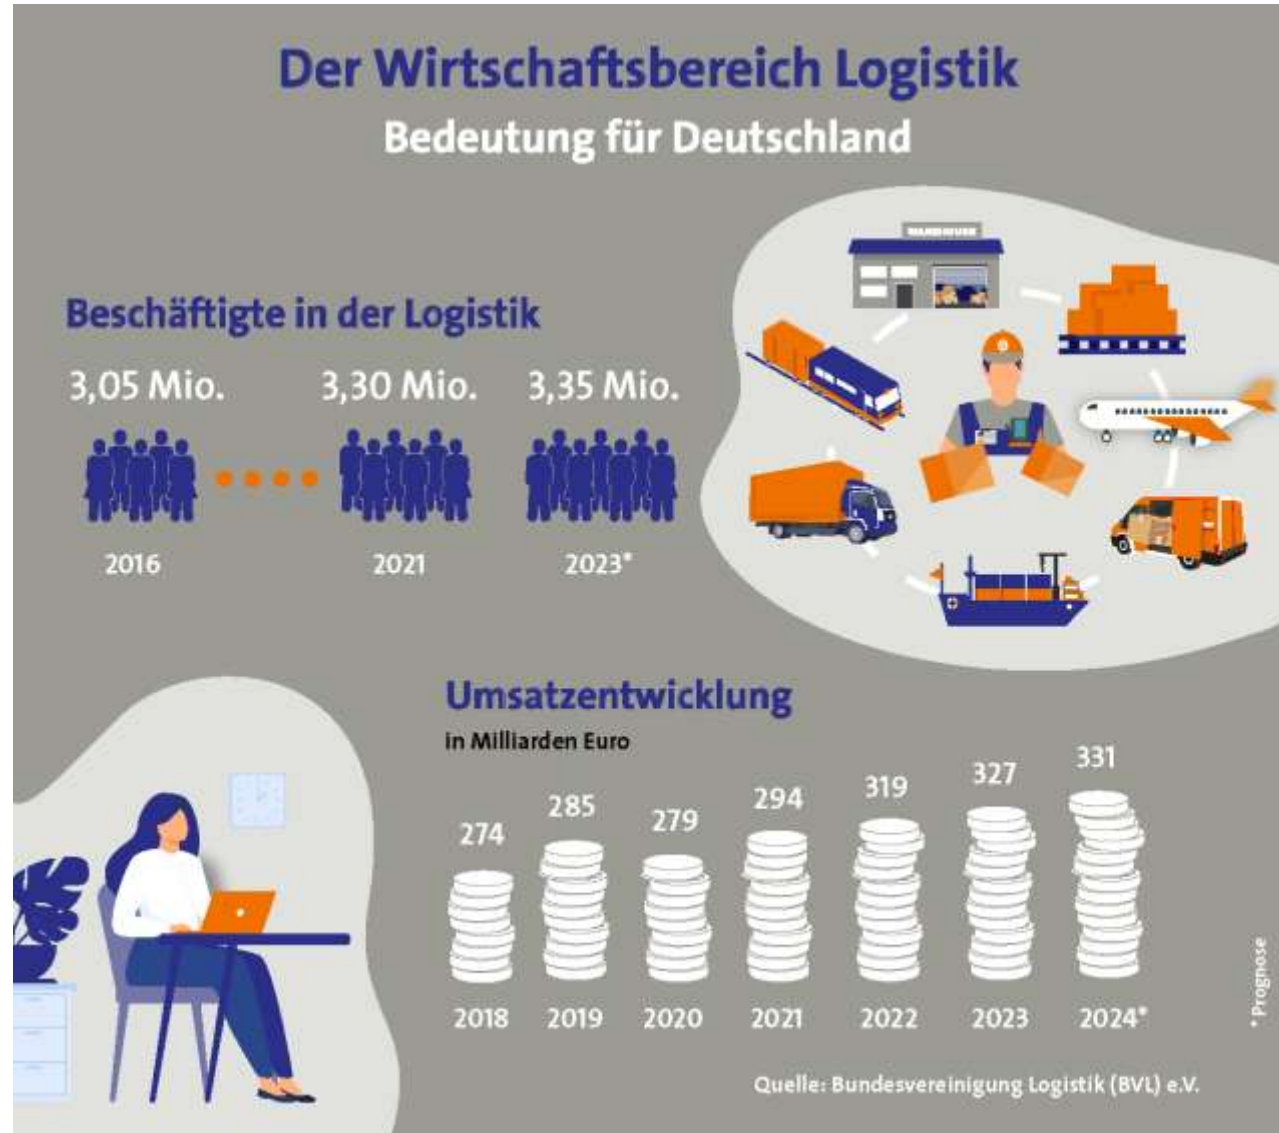 Der Wirtschaftsbereich Logistik
Bedeutung für Deutschland
WAREHOUSE
Beschäftigte in der Logistik
3,05 Mio. 3,30 Mio. 3,35 Mio.
2016 2021 2023*
Umsatzentwicklung
in Milliarden Euro
274 285 279 294 319 327 331
2018 2019 2020 2021 2022 2023 2024*
* Prognose
Quelle: Bundesvereinigung Logistik (BVL) e.V.